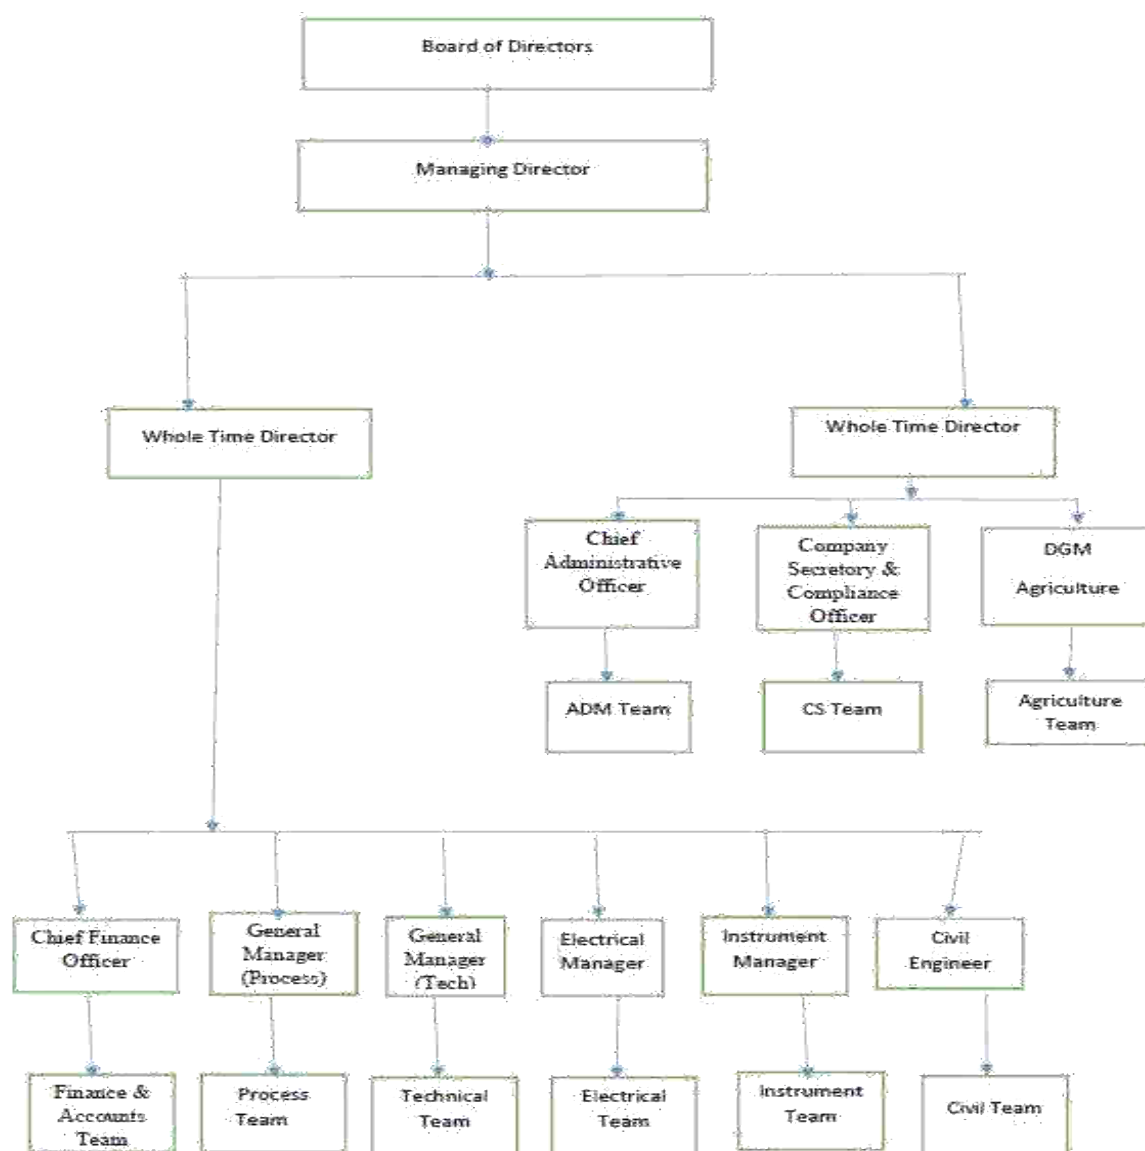 Board of Directors
Managing Director
Whole Time Director
Whole Time Director
Chief
Administrative
Officer
Company
Secretory &
Compliance
Officer
DGM
Agriculture
ADM Team
CS Team
Agriculture
Team
Chief Finance
Officer
General
Manager
(Process)
General
Manager
(Tech)
Electrical
Manager
Instrument
Manager
Civil
Engineer
Finance &
Accounts
Team
Process
Team
Technical
Team
Electrical
Team
Instrument
Team
Civil Team